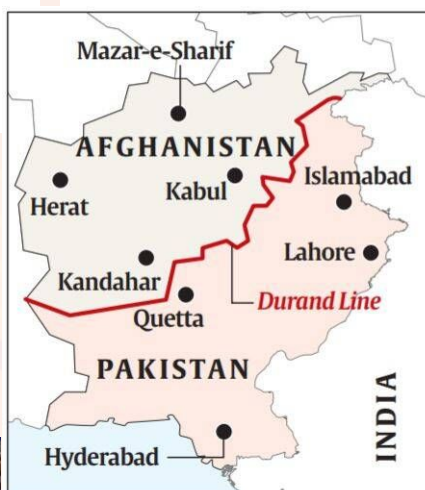 Mazar-e-Sharif
AFGHANISTAN
Islamabad
Kabul
Herat
Lahore
Kandahar
Durand Line
Quetta
PAKISTAN
INDIA
Hyderabad